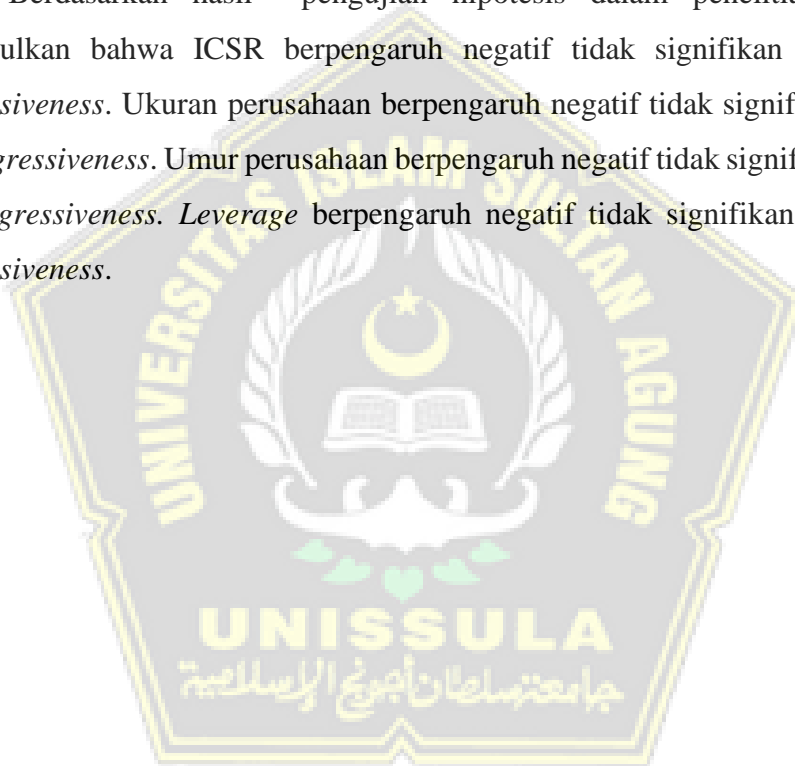 Berdasarkan hasil pengujian hipotesis dalam
ulkan bahwa ICSR berpengaruh negatif tidak signifikan
siveness. Ukuran perusahaan berpengaruh negatif tidak signif
gressiveness. Umur perusahaan berpengaruh negatif tidak signif
gressiveness. Leverage berpengaruh negatif tidak signifikan
siveness.
UNIVERSITAS ISLAM SULTAN AGUNG
UNISSULA
جامعة سلطان أجونج الإسلامية